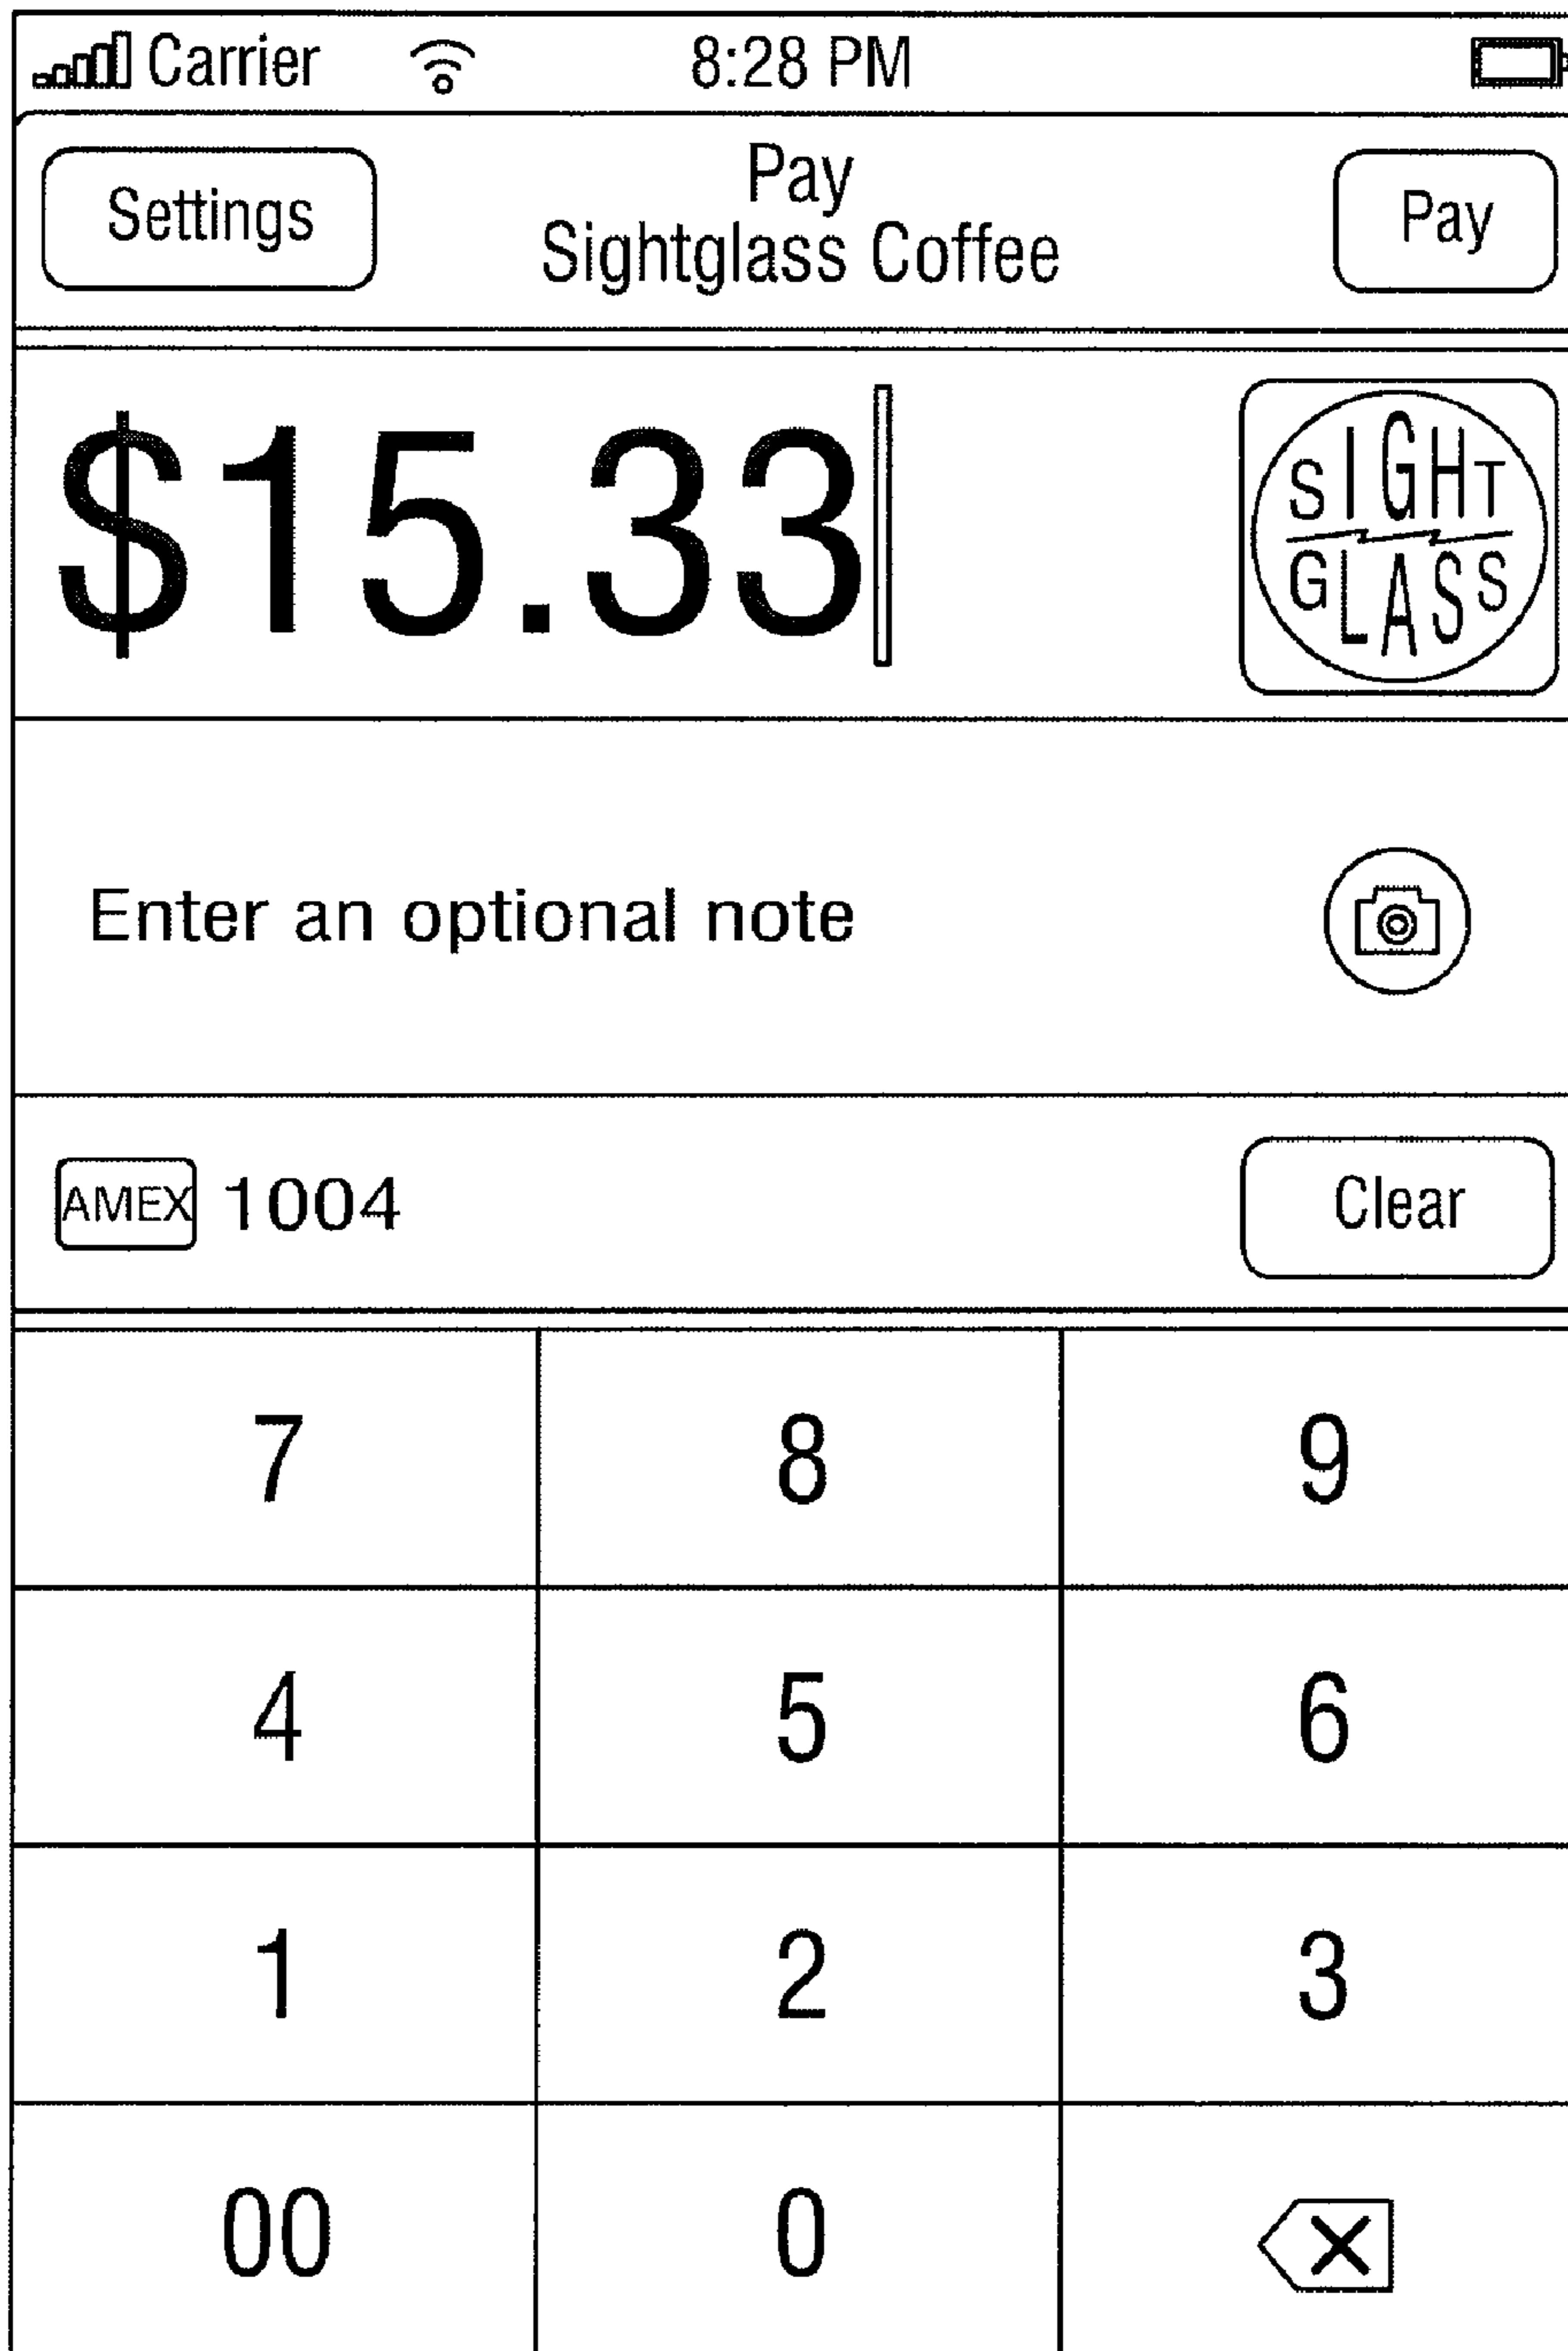 Carrier 8:28 PM
Settings
Pay
Sightglass Coffee
Pay
$15.33
SIGHT
GLASS
Enter an optional note
AMEX 1004
Clear
7 8 9
4 5 6
1 2 3
00 0